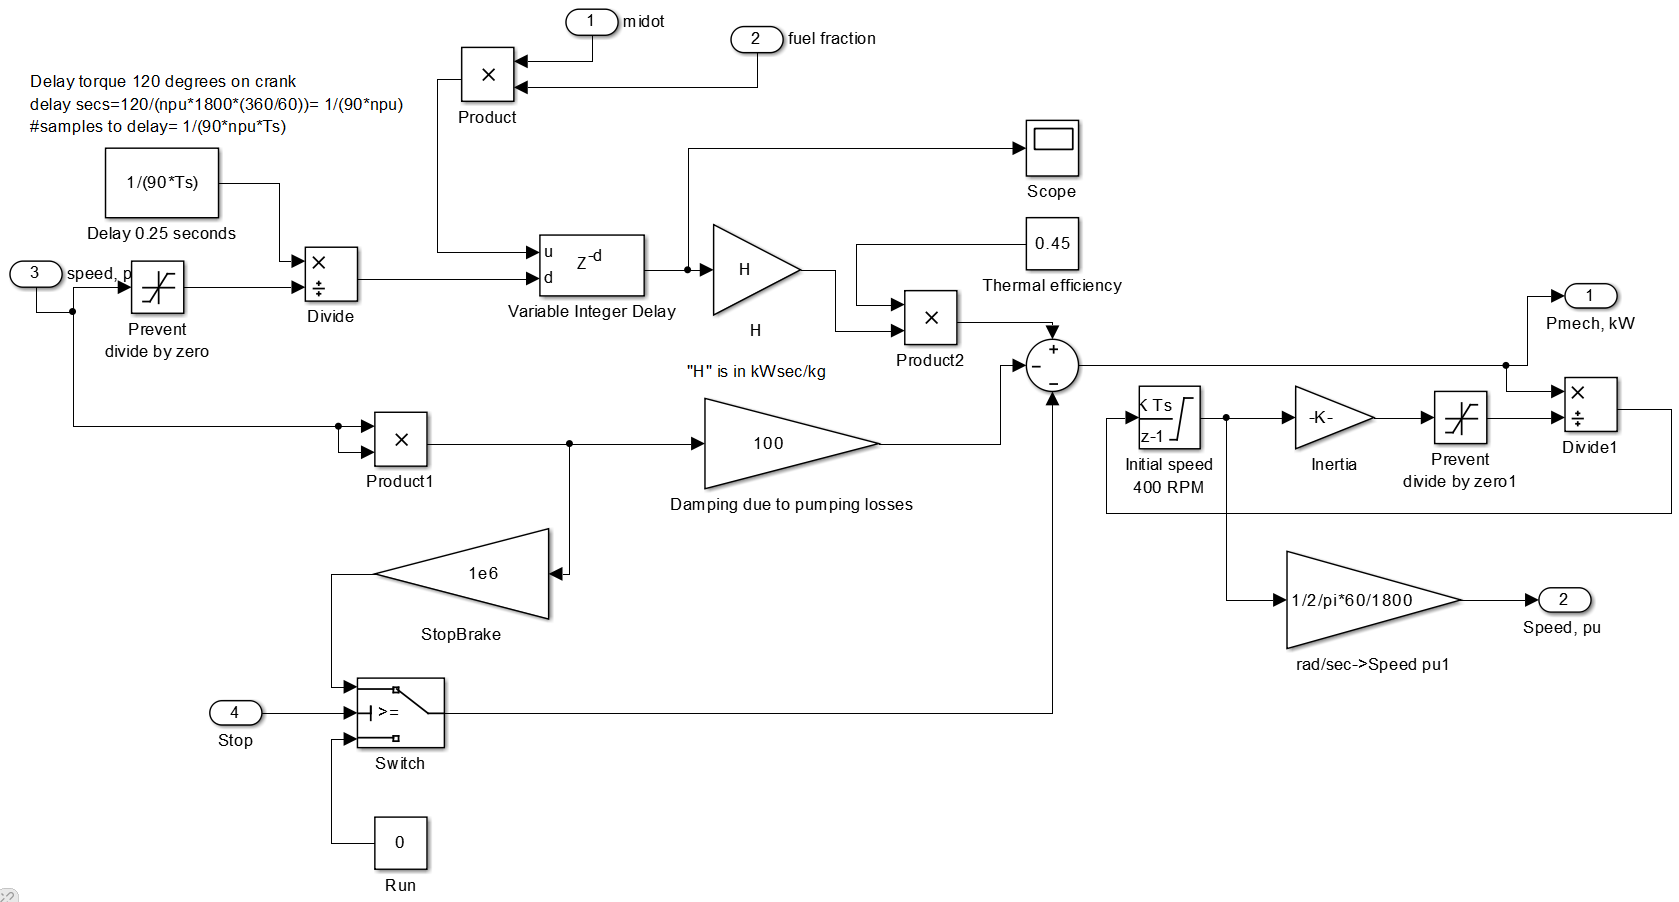 1 midot
2 fuel fraction
×
Product
Delay torque 120 degrees on crank
delay secs=120/(npu*1800*(360/60))= 1/(90*npu)
#samples to delay= 1/(90*npu*Ts)
1/(90*Ts)
Delay 0.25 seconds
Scope
0.45
Thermal efficiency
3 speed, p
Prevent
divide by zero
×
÷
Divide
u
d
Z-d
Variable Integer Delay
H
H
"H" is in kWsec/kg
×
Product2
+
−
−
1
Pmech, kW
×
Product1
100
Damping due to pumping losses
K Ts
z-1
Initial speed
400 RPM
-K-
Inertia
Prevent
divide by zero1
×
÷
Divide1
1e6
StopBrake
1/2/pi*60/1800
rad/sec->Speed pu1
2
Speed, pu
4
Stop
>=
Switch
0
Run